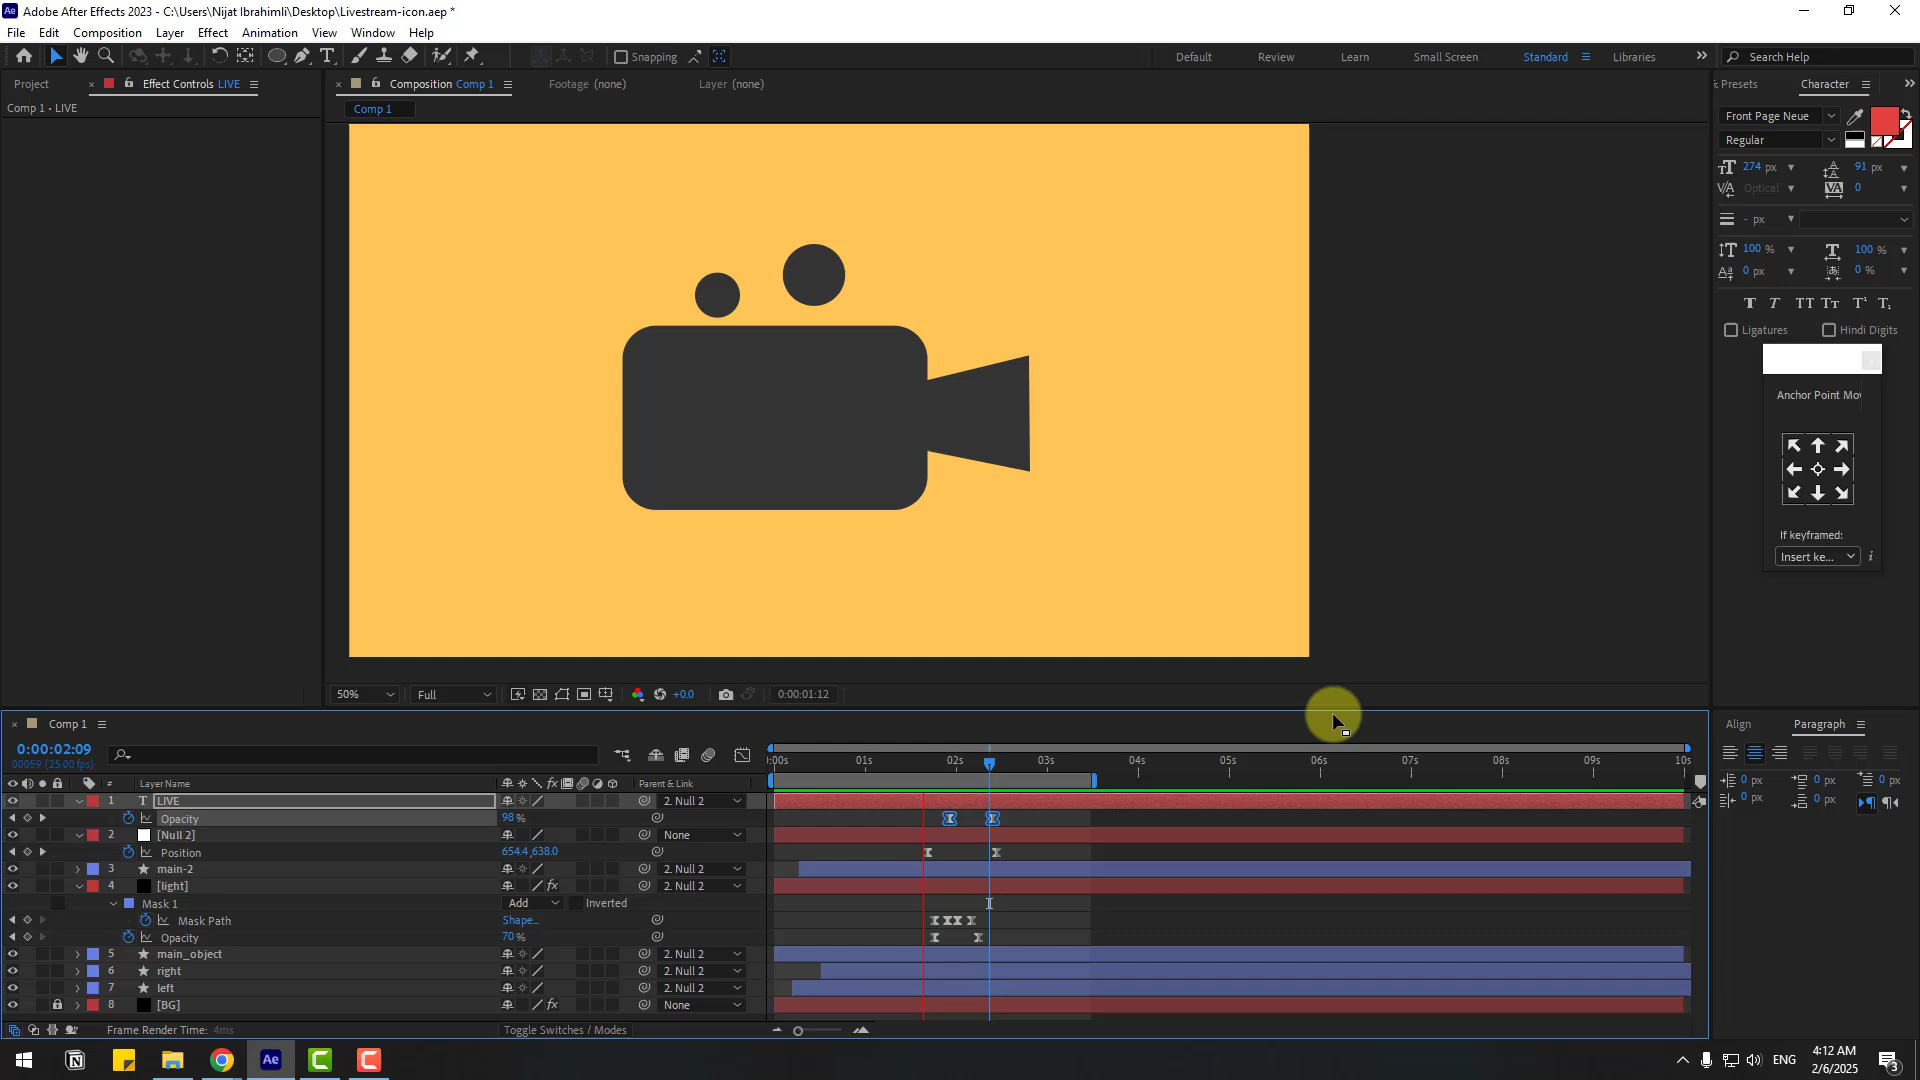 Adobe After Effects 2023 - C:\Users\Nijat Ibrahimli\Desktop\Livestream-icon.aep *
File Edit Composition Layer Effect Animation View Window Help
Snapping
Default Review Learn Small Screen Standard Libraries
Search Help
Project Effect Controls LIVE
Composition Comp 1
Footage (none)
Layer (none)
Presets Character
Comp 1 • LIVE
Comp 1
Front Page Neue
Regular
274 px 91 px
Optical 0
- px
100 % 100 %
0 px 0 %
Ligatures Hindi Digits
Anchor Point Mo
If keyframed:
Insert ke...
50% Full +0.0 0:00:01:12
Comp 1
Align Paragraph
0:00:02:09
00059 (25.00 fps)
:00s 01s 02s 03s 04s 05s 06s 07s 08s 09s 10s
0 px 0 px 0 px
0 px 0 px
# Layer Name Parent & Link
1 T LIVE 2. Null 2
Opacity 98 %
2 [Null 2] None
Position 654.4,638.0
3 main-2 2. Null 2
4 [light] 2. Null 2
Mask 1 Add Inverted
Mask Path Shape...
Opacity 70 %
5 main_object 2. Null 2
6 right 2. Null 2
7 left 2. Null 2
8 [BG] None
Frame Render Time: 4ms Toggle Switches / Modes
ENG 4:12 AM
2/6/2025 3